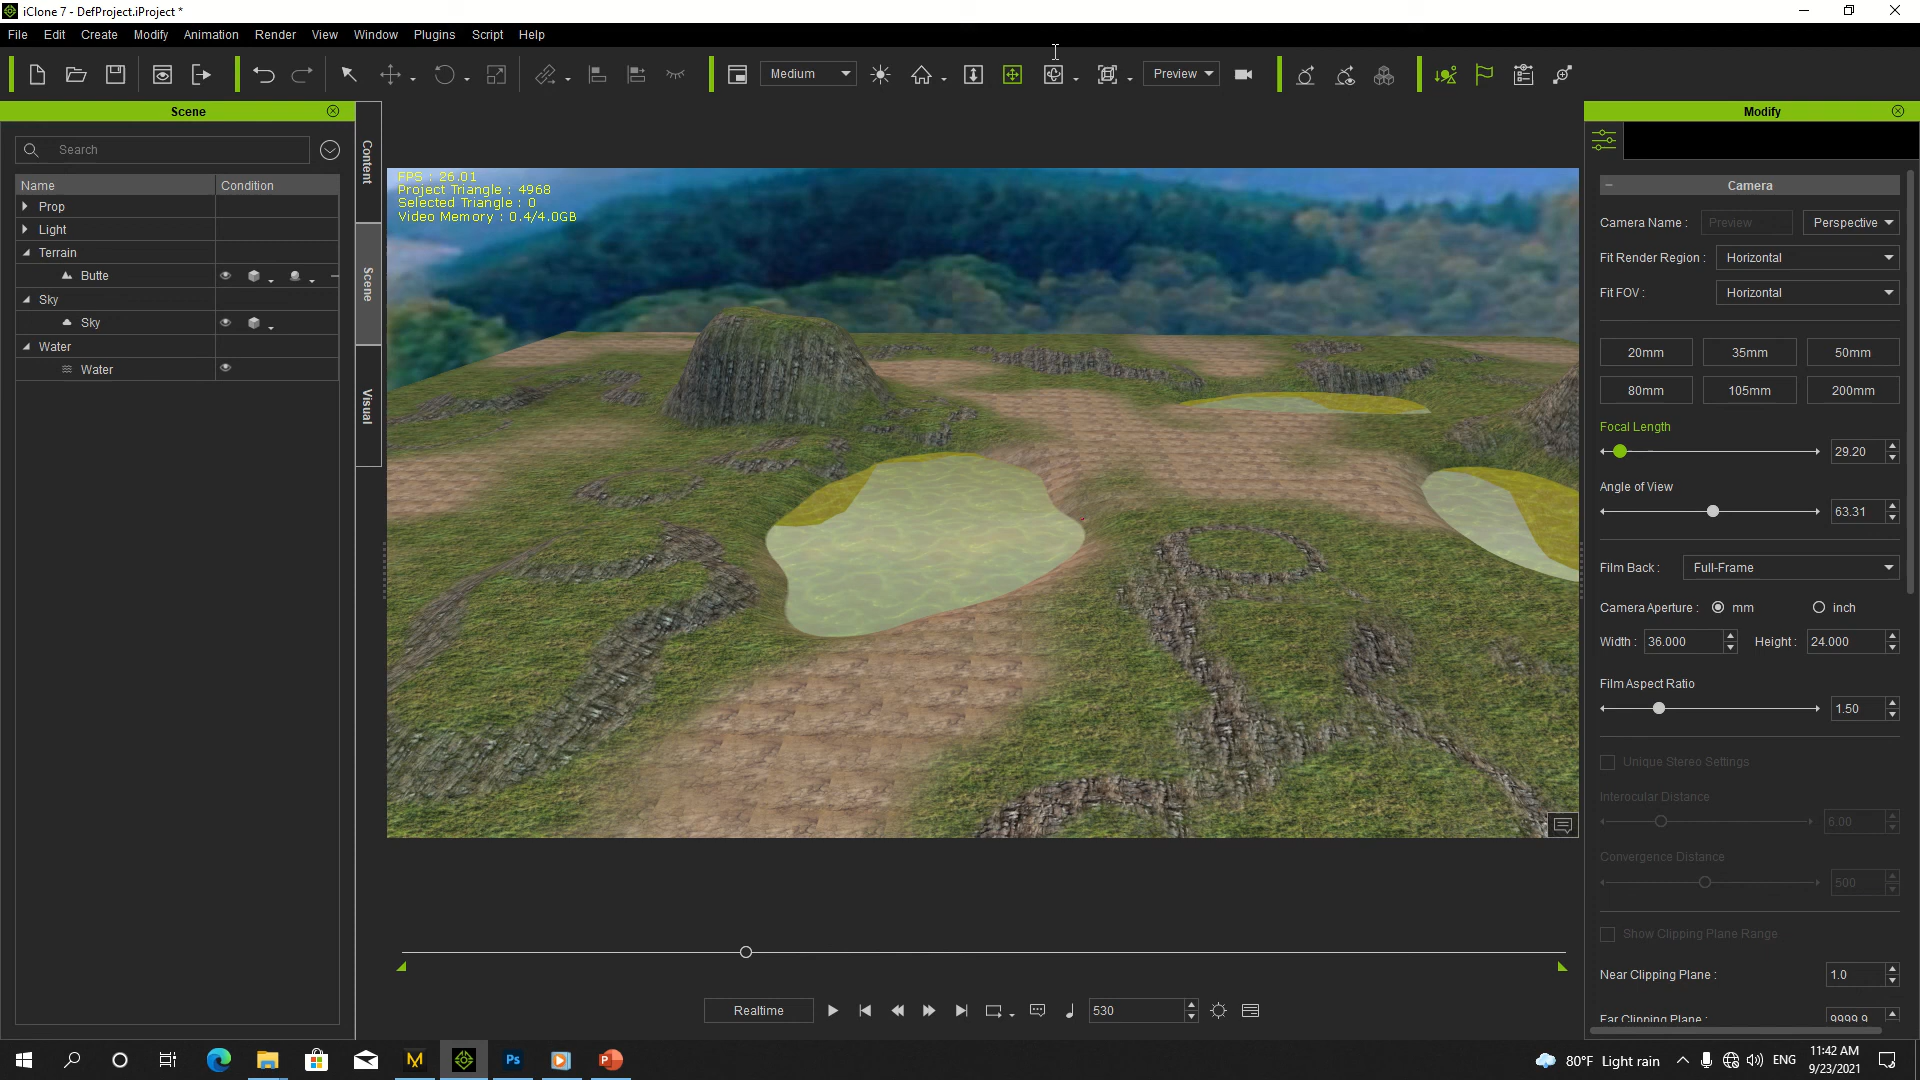 iClone 7 - DefProject.iProject *
File Edit Create Modify Animation Render View Window Plugins Script Help
Medium Preview
Scene
Search
Name Condition
Prop
Light
Terrain
Butte
Sky
Sky
Water
Water
Content
Scene
Visual
FPS : 26.01
Project Triangle : 4968
Selected Triangle : 0
Video Memory : 0.4/4.0GB
Modify
Camera
Camera Name : Preview Perspective
Fit Render Region : Horizontal
Fit FOV : Horizontal
20mm 35mm 50mm
80mm 105mm 200mm
Focal Length
29.20
Angle of View
63.31
Film Back : Full-Frame
Camera Aperture : mm inch
Width : 36.000 Height : 24.000
Film Aspect Ratio
1.50
Unique Stereo Settings
Interocular Distance
6.00
Convergence Distance
500
Show Clipping Plane Range
Near Clipping Plane : 1.0
Far Clipping Plane : 9999.9
Realtime 530
Ps
80°F Light rain ENG
11:42 AM
9/23/2021